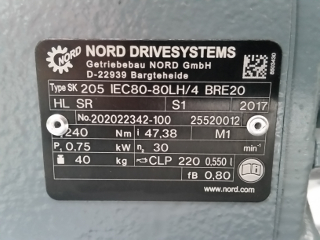 NORD
NORD DRIVESYSTEMS
Getriebebau NORD GmbH
D-22939 Bargteheide
Type SK 205 IEC80-80LH/4 BRE20
HL SR S1 2017
No. 202022342-100 25520012
240 Nm i 47,38 M1
P₁ 0,75 kW n₂ 30 min⁻¹
40 kg CLP 220 0,550 l
fB 0,80
www.nord.com